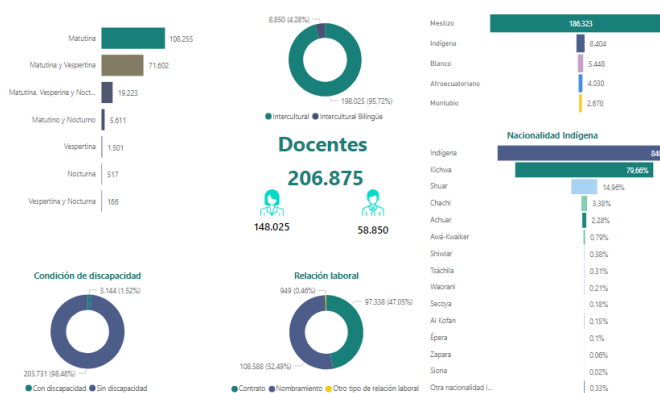 Matutina 108.255
Matutina y Vespertina 71.602
Matutina, Vesperina y Noct... 19.223
Matutino y Nocturno 5.611
Vespertina 1.501
Nocturna 517
Vespertina y Nocturna 166
8.850 (4.28%)
198.025 (95.72%)
Intercultural Intercultural Bilingüe
Docentes
206.875
148.025 58.850
Mestizo 186.323
Indígena 8.404
Blanco 5.448
Afroecuatoriano 4.030
Montubio 2.670
Nacionalidad Indígena
Indígena
Kichwa 79,66%
Shuar 14,96%
Chachi 3,38%
Achuar 2,28%
Awá-Kwaiker 0,79%
Shiwiar 0,38%
Tsáchila 0,31%
Waorani 0,21%
Secoya 0,18%
Ai Kofan 0,15%
Épera 0,1%
Zapara 0,06%
Siona 0,02%
Otra nacionalidad i... 0,33%
Condición de discapacidad
3.144 (1,52%)
203.731 (98,48%)
Con discapacidad Sin discapacidad
Relación laboral
949 (0,46%)
97.338 (47,05%)
108.588 (52,49%)
Contrato Nombramiento Otro tipo de relación laboral